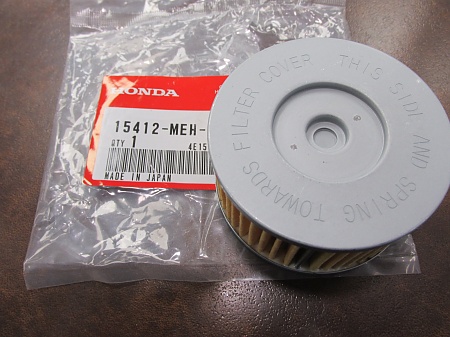 HONDA
15412-MEH-
QTY 1
4E15
MADE IN JAPAN
THIS SIDE AND SPRING TOWARDS FILTER COVER